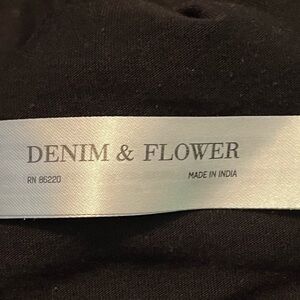 DENIM & FLOWER
RN 86220 MADE IN INDIA